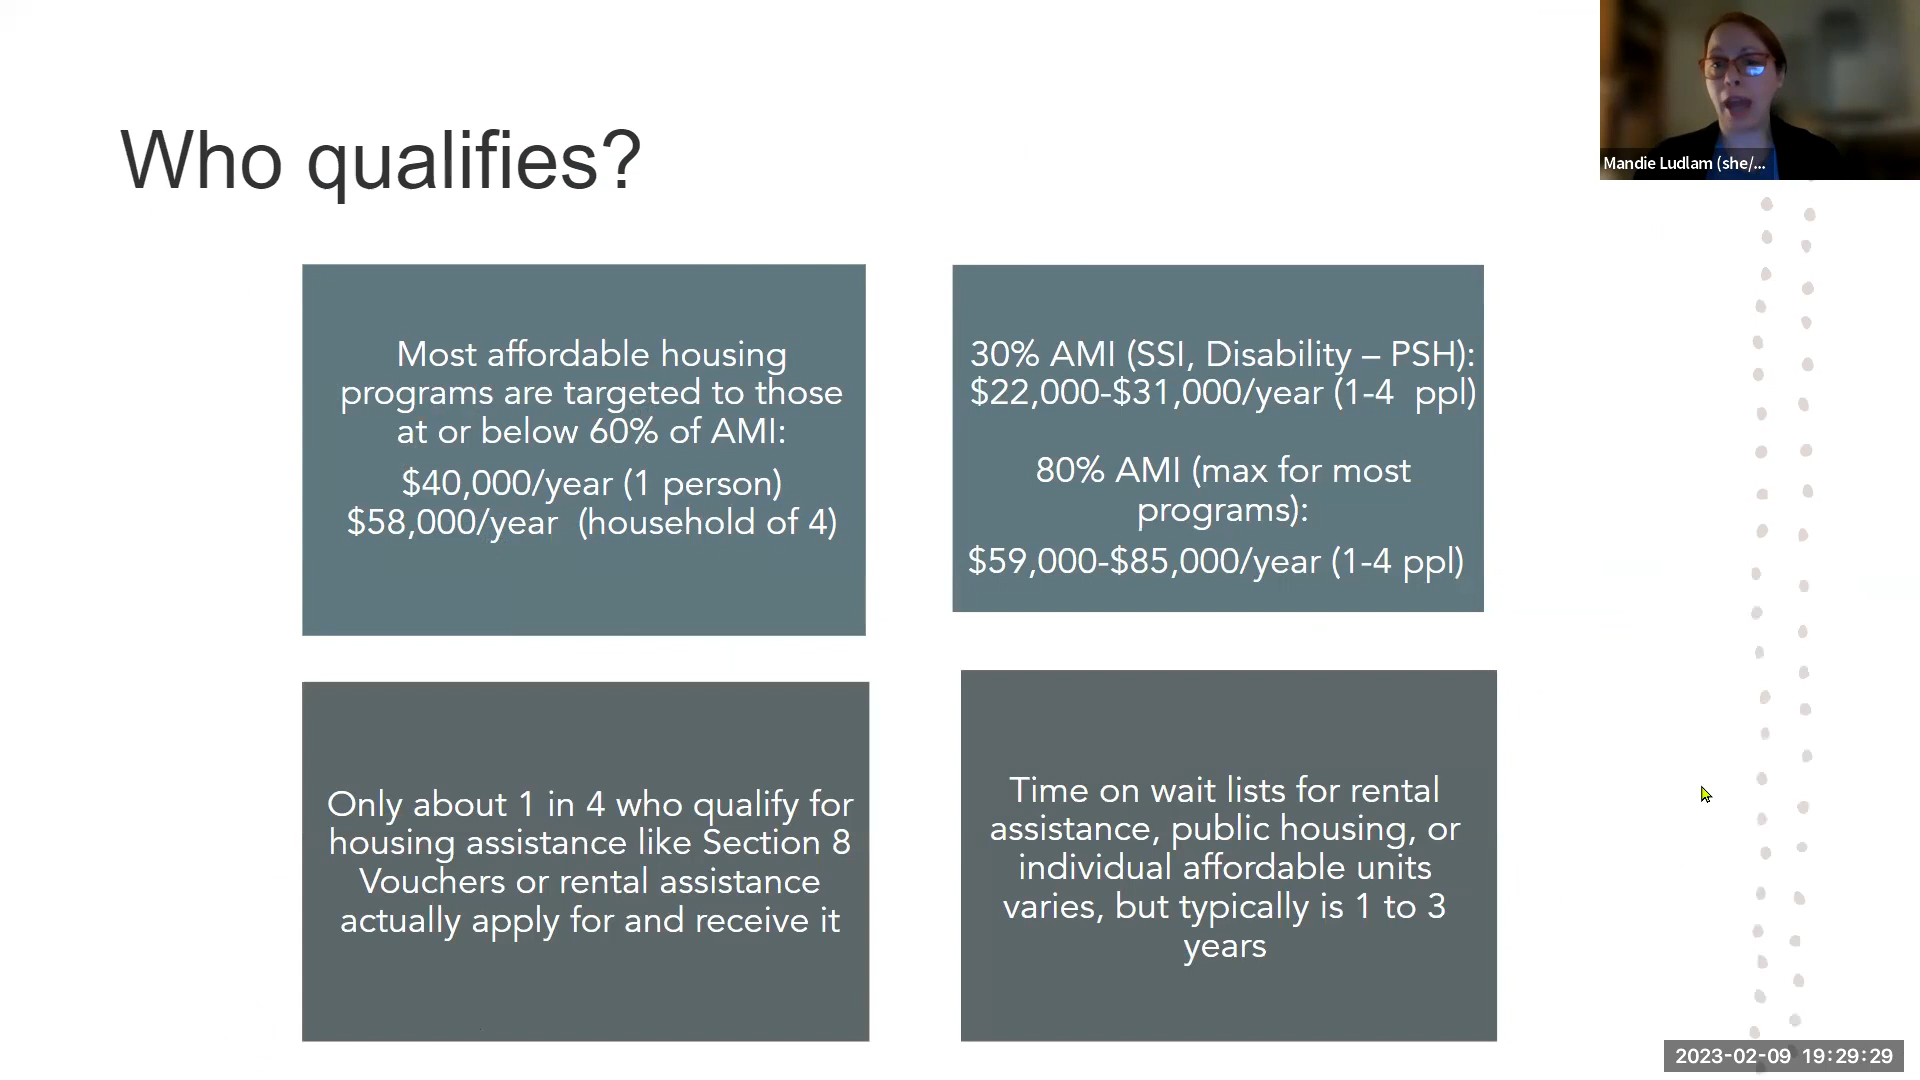 Who qualifies?
Mandie Ludlam (she/...
Most affordable housing
programs are targeted to those
at or below 60% of AMI:
$40,000/year (1 person)
$58,000/year (household of 4)
30% AMI (SSI, Disability – PSH):
$22,000-$31,000/year (1-4 ppl)
80% AMI (max for most
programs):
$59,000-$85,000/year (1-4 ppl)
Only about 1 in 4 who qualify for
housing assistance like Section 8
Vouchers or rental assistance
actually apply for and receive it
Time on wait lists for rental
assistance, public housing, or
individual affordable units
varies, but typically is 1 to 3
years
2023-02-09 19:29:29